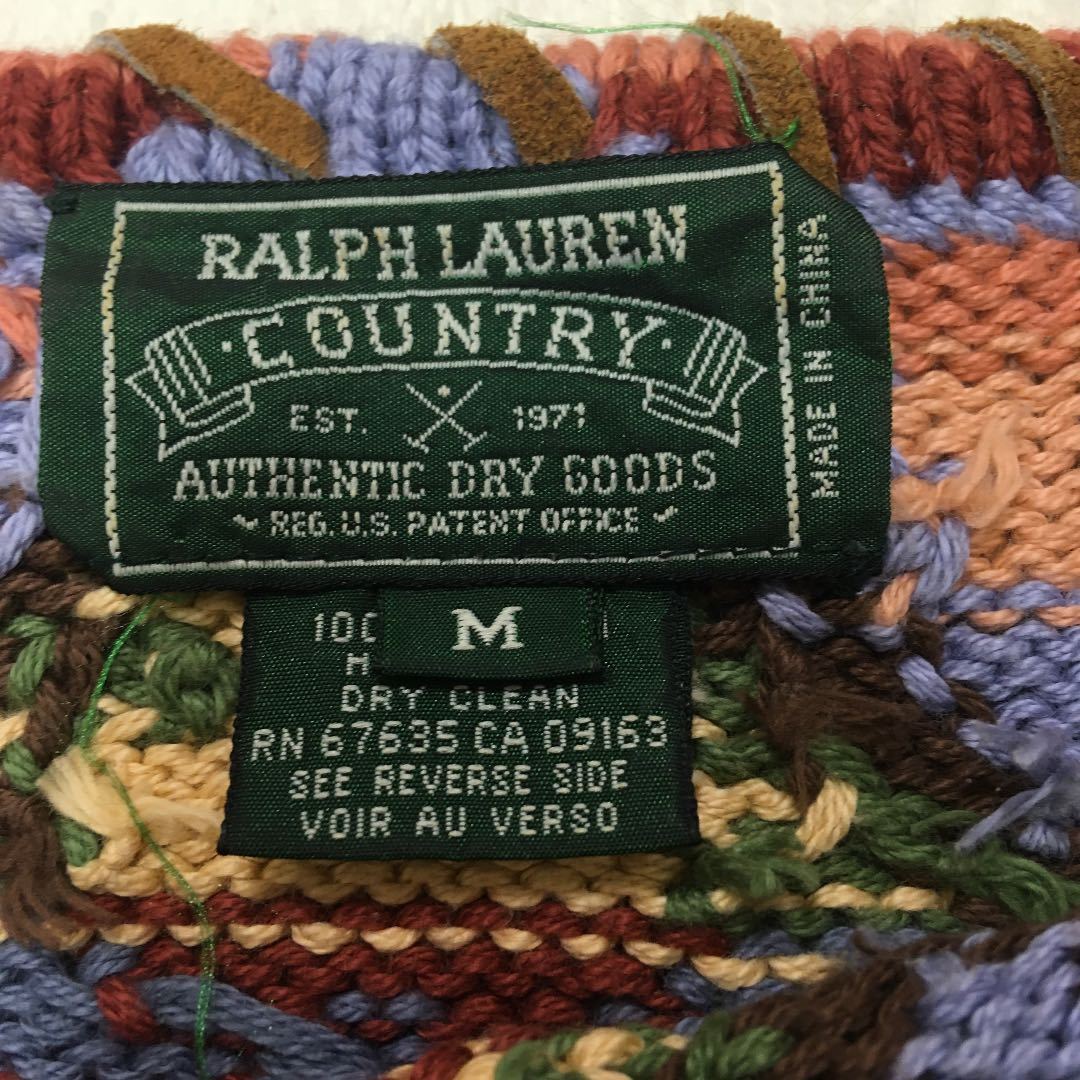 RALPH LAUREN
·COUNTRY·
EST. 1971
AUTHENTIC DRY GOODS
REG. U.S. PATENT OFFICE
MADE IN CHINA
M
DRY CLEAN
RN 67635 CA 09163
SEE REVERSE SIDE
VOIR AU VERSO